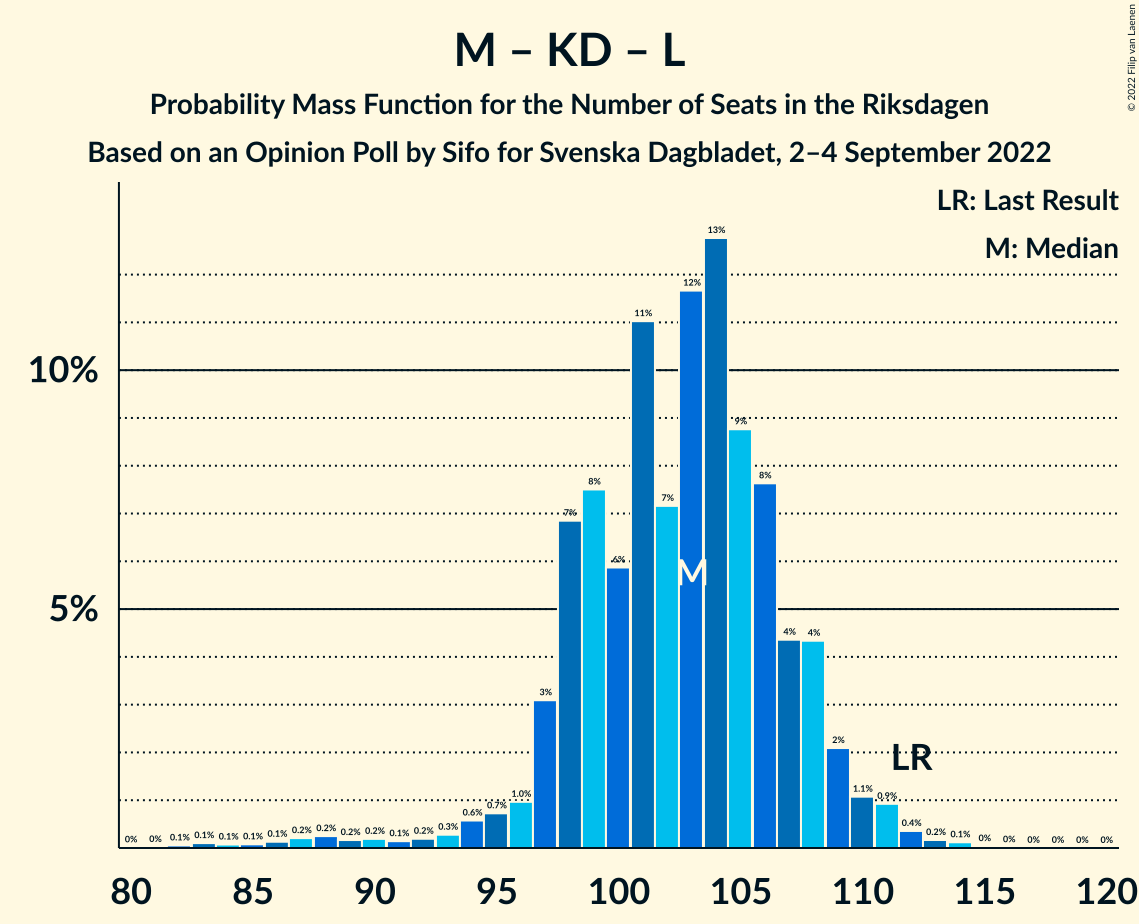 M – KD – L
Probability Mass Function for the Number of Seats in the Riksdagen
Based on an Opinion Poll by Sifo for Svenska Dagbladet, 2–4 September 2022
© 2022 Filip van Laenen
LR: Last Result
M: Median
10%
5%
0% 0% 0.1% 0.1% 0.1% 0.1% 0.1% 0.2% 0.2% 0.2% 0.2% 0.1% 0.2% 0.3% 0.6% 0.7% 1.0% 3% 7% 8% 6% 11% 7% 12% 13% 9% 8% 4% 4% 2% 1.1% 0.9% 0.4% 0.2% 0.1% 0% 0% 0% 0% 0% 0%
M
LR
80 85 90 95 100 105 110 115 120